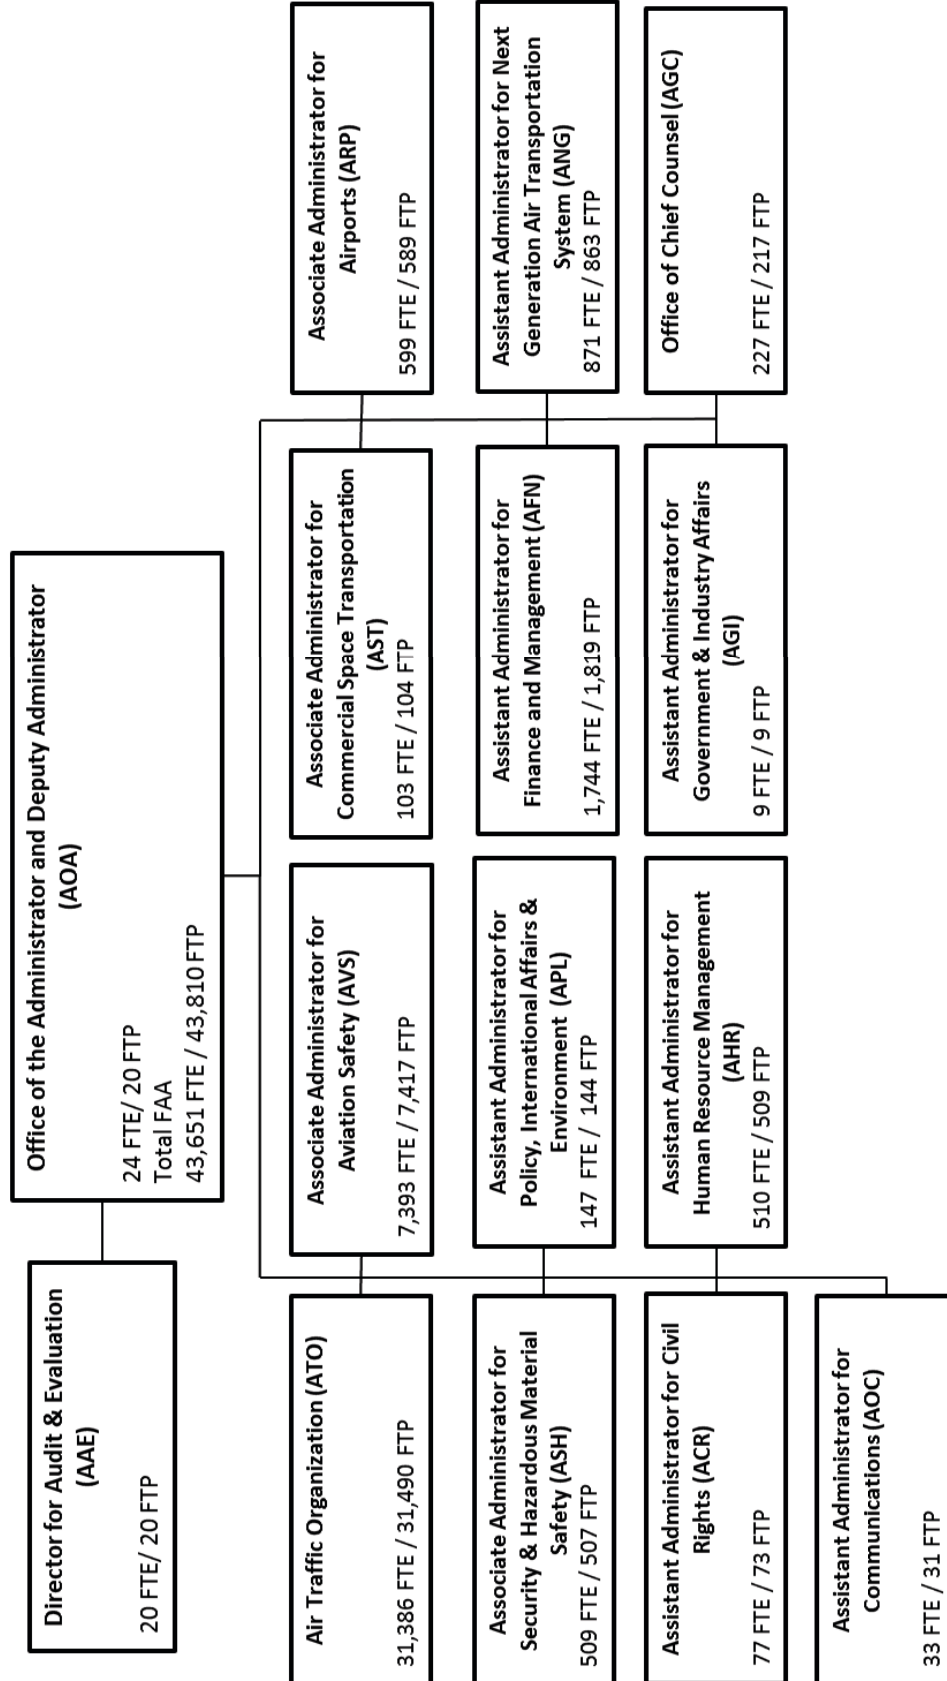 Office of the Administrator and Deputy Administrator
(AOA)
24 FTE/ 20 FTP
Total FAA
43,651 FTE / 43,810 FTP
Director for Audit & Evaluation
(AAE)
20 FTE/ 20 FTP
Air Traffic Organization (ATO)
31,386 FTE / 31,490 FTP
Associate Administrator for
Aviation Safety (AVS)
7,393 FTE / 7,417 FTP
Associate Administrator for
Commercial Space Transportation
(AST)
103 FTE / 104 FTP
Associate Administrator for
Airports (ARP)
599 FTE / 589 FTP
Associate Administrator for
Security & Hazardous Material
Safety (ASH)
509 FTE / 507 FTP
Assistant Administrator for
Policy, International Affairs &
Environment (APL)
147 FTE / 144 FTP
Assistant Administrator for
Finance and Management (AFN)
1,744 FTE / 1,819 FTP
Assistant Administrator for Next
Generation Air Transportation
System (ANG)
871 FTE / 863 FTP
Assistant Administrator for Civil
Rights (ACR)
77 FTE / 73 FTP
Assistant Administrator for
Human Resource Management
(AHR)
510 FTE / 509 FTP
Assistant Administrator for
Government & Industry Affairs
(AGI)
9 FTE / 9 FTP
Office of Chief Counsel (AGC)
227 FTE / 217 FTP
Assistant Administrator for
Communications (AOC)
33 FTE / 31 FTP